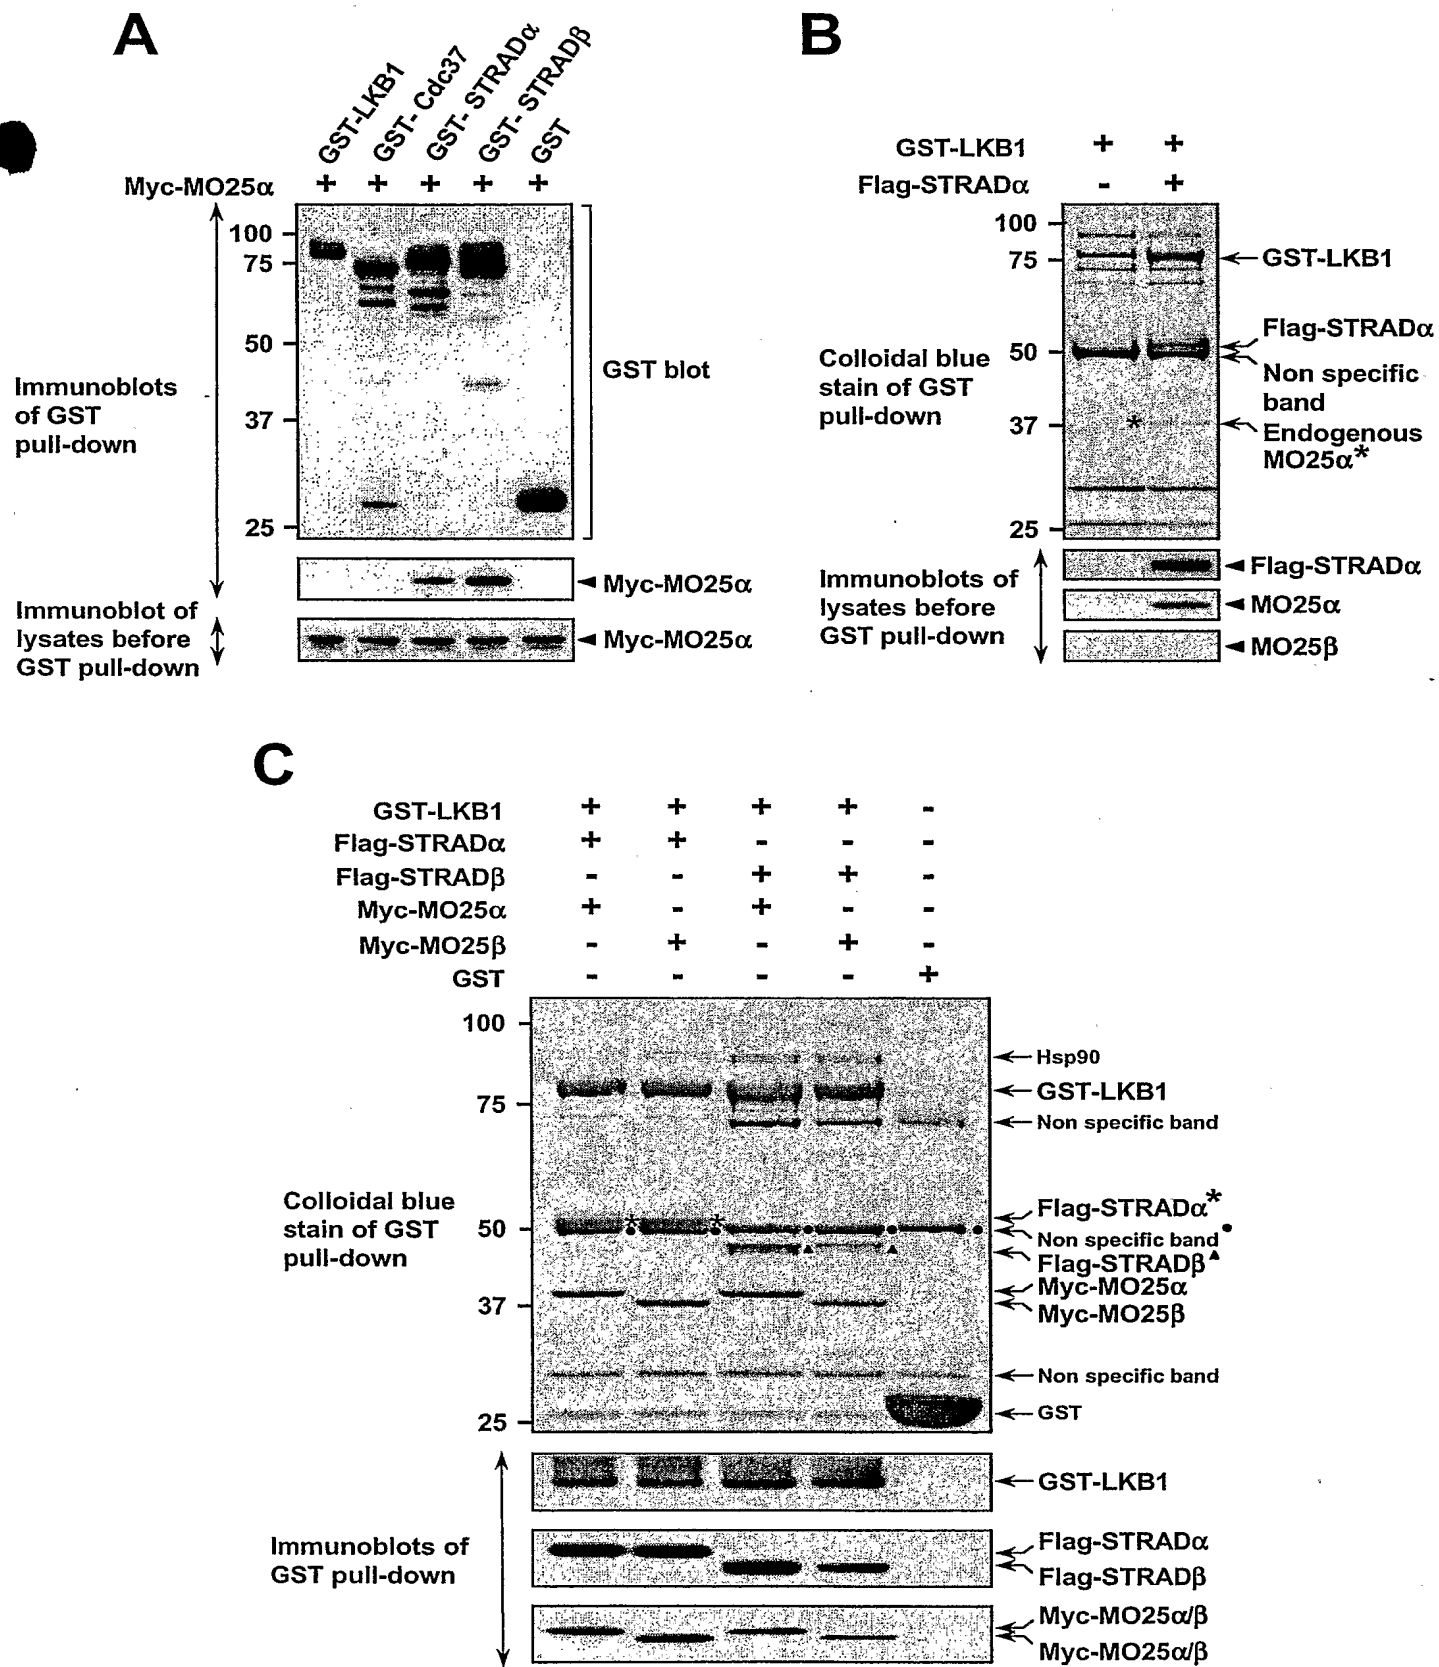 A
GST-LKB1
GST- Cdc37
GST- STRADα
GST- STRADβ
GST
Myc-MO25α + + + + +
100
75
50
37
25
Immunoblots
of GST
pull-down
GST blot
Myc-MO25α
Immunoblot of
lysates before
GST pull-down
Myc-MO25α
B
GST-LKB1 + +
Flag-STRADα - +
100
75
50
37
25
Colloidal blue
stain of GST
pull-down
GST-LKB1
Flag-STRADα
Non specific
band
*
Endogenous
MO25α*
Immunoblots of
lysates before
GST pull-down
Flag-STRADα
MO25α
MO25β
C
GST-LKB1 + + + + -
Flag-STRADα + + - - -
Flag-STRADβ - - + + -
Myc-MO25α + - + - -
Myc-MO25β - + - + -
GST - - - - +
100
75
50
37
25
Colloidal blue
stain of GST
pull-down
Hsp90
GST-LKB1
Non specific band
* *
Flag-STRADα*
Non specific band•
Flag-STRADβ▲
Myc-MO25α
Myc-MO25β
Non specific band
GST
Immunoblots of
GST pull-down
GST-LKB1
Flag-STRADα
Flag-STRADβ
Myc-MO25α/β
Myc-MO25α/β